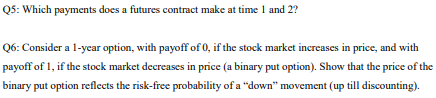 Q5: Which payments does a futures contract make at time 1 and 2?
Q6: Consider a 1-year option, with payoff of 0, if the stock market increases in price, and with
payoff of 1, if the stock market decreases in price (a binary put option). Show that the price of the
binary put option reflects the risk-free probability of a “down” movement (up till discounting).